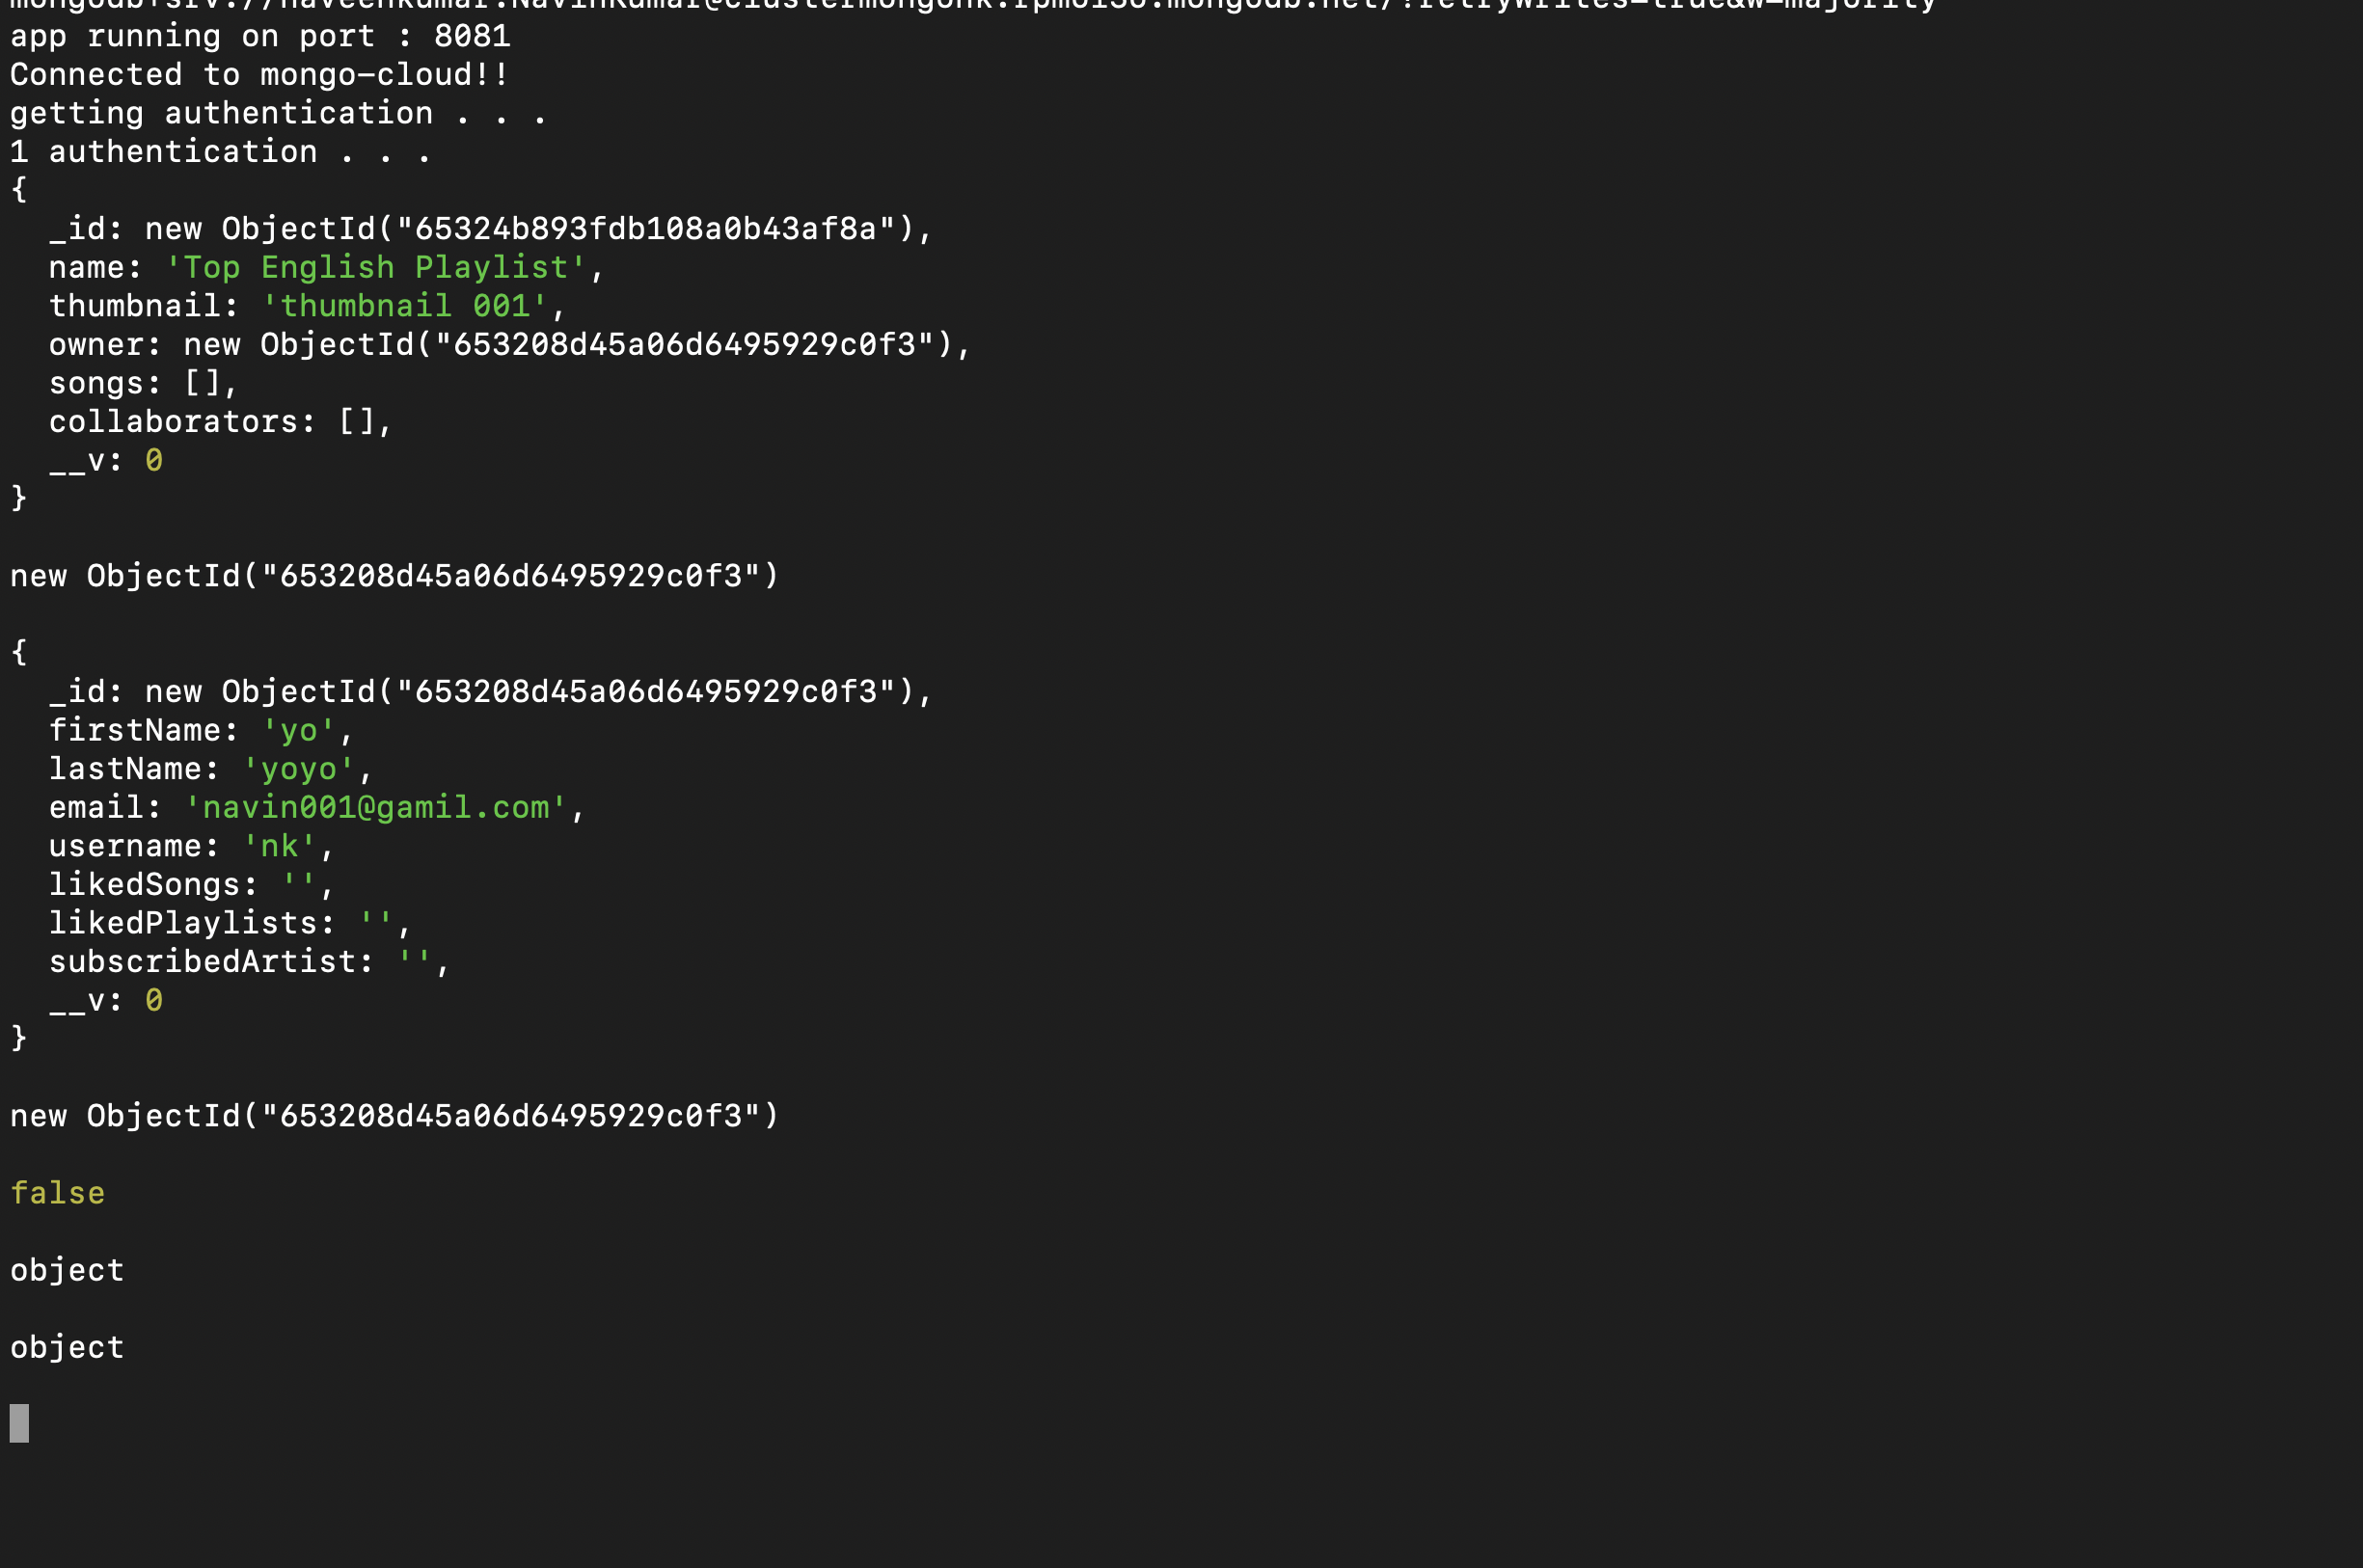 app running on port : 8081
Connected to mongo-cloud!!
getting authentication . . .
1 authentication . . .
{
  _id: new ObjectId("65324b893fdb108a0b43af8a"),
  name: 'Top English Playlist',
  thumbnail: 'thumbnail 001',
  owner: new ObjectId("653208d45a06d6495929c0f3"),
  songs: [],
  collaborators: [],
  __v: 0
}
new ObjectId("653208d45a06d6495929c0f3")
{
  _id: new ObjectId("653208d45a06d6495929c0f3"),
  firstName: 'yo',
  lastName: 'yoyo',
  email: 'navin001@gamil.com',
  username: 'nk',
  likedSongs: '',
  likedPlaylists: '',
  subscribedArtist: '',
  __v: 0
}
new ObjectId("653208d45a06d6495929c0f3")
false
object
object